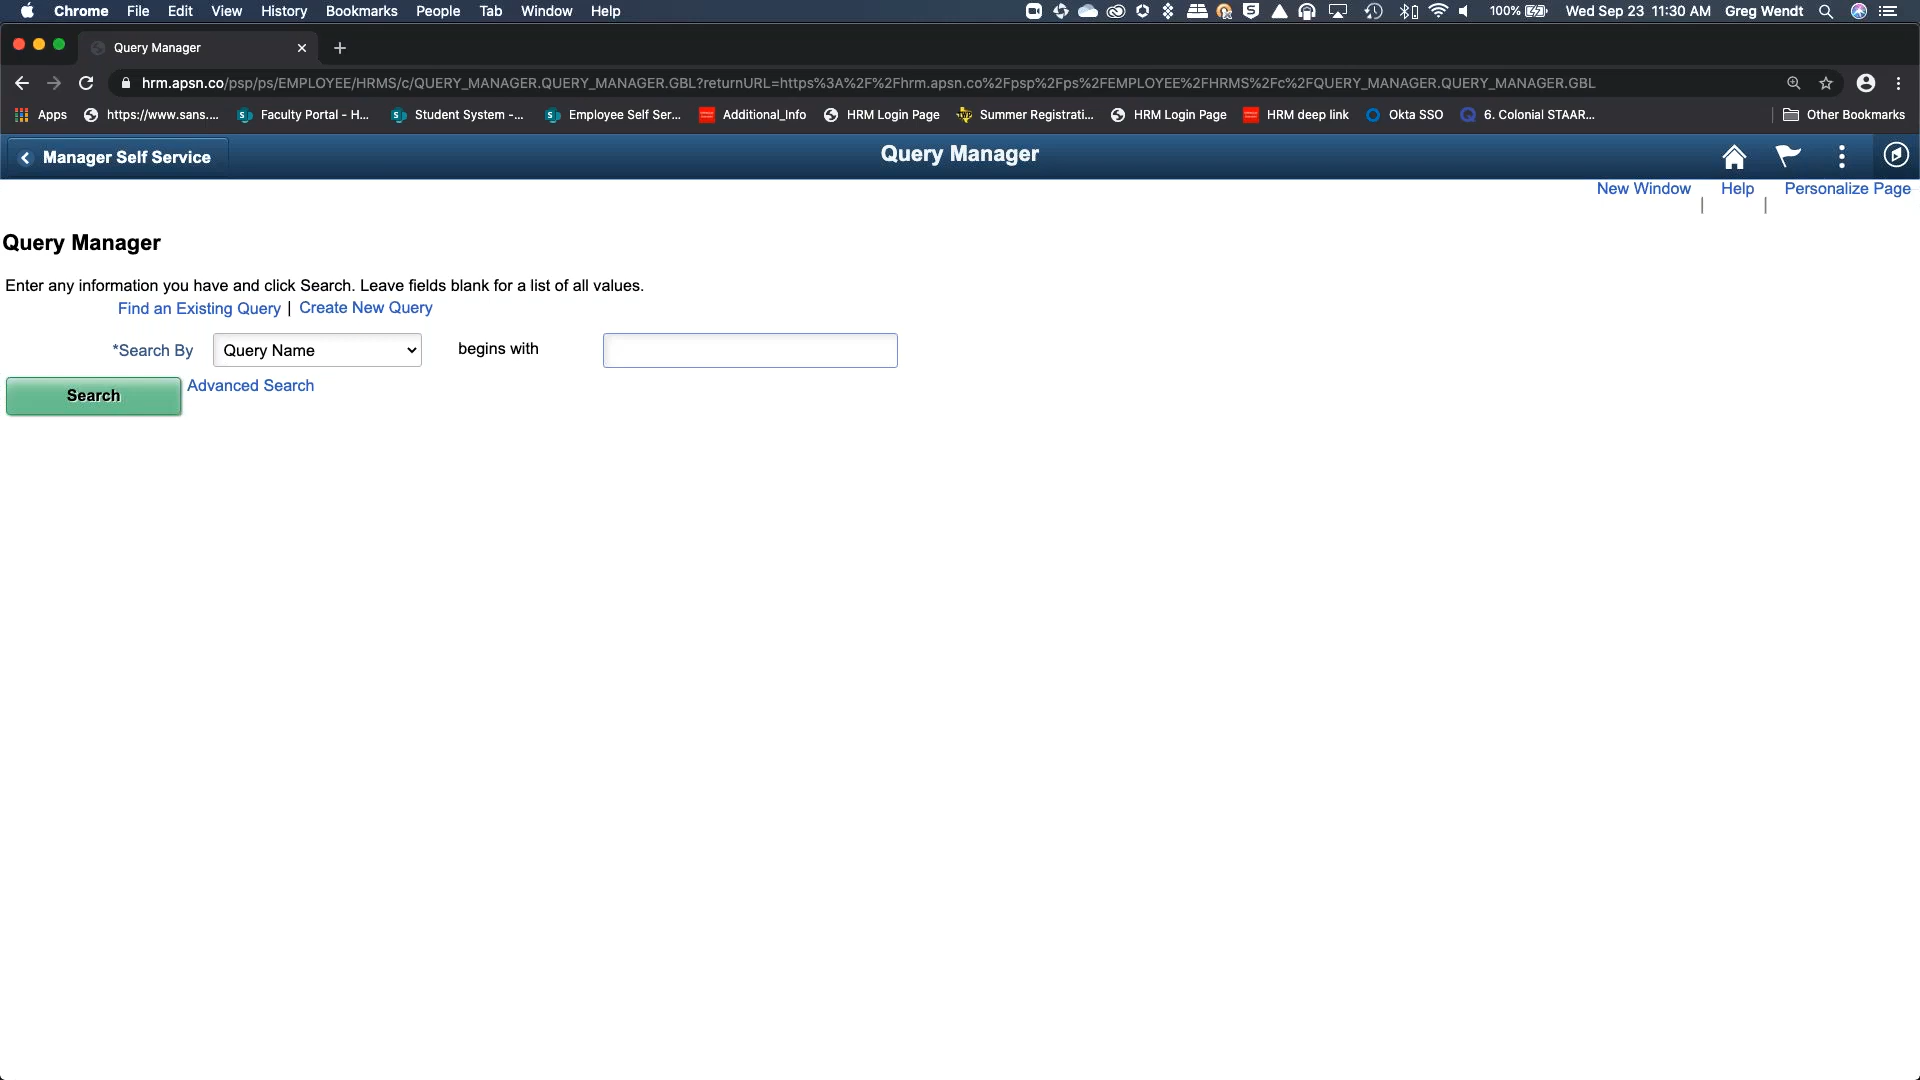 Chrome File Edit View History Bookmarks People Tab Window Help 100% Wed Sep 23 11:30 AM Greg Wendt
Query Manager
hrm.apsn.co/psp/ps/EMPLOYEE/HRMS/c/QUERY_MANAGER.QUERY_MANAGER.GBL?returnURL=https%3A%2F%2Fhrm.apsn.co%2Fpsp%2Fps%2FEMPLOYEE%2FHRMS%2Fc%2FQUERY_MANAGER.QUERY_MANAGER.GBL
Apps https://www.sans.... Faculty Portal - H... Student System -... Employee Self Ser... Additional_Info HRM Login Page Summer Registrati... HRM Login Page HRM deep link Okta SSO 6. Colonial STAAR... Other Bookmarks
Manager Self Service Query Manager
New Window | Help | Personalize Page
Query Manager
Enter any information you have and click Search. Leave fields blank for a list of all values.
Find an Existing Query | Create New Query
*Search By Query Name begins with
Search Advanced Search